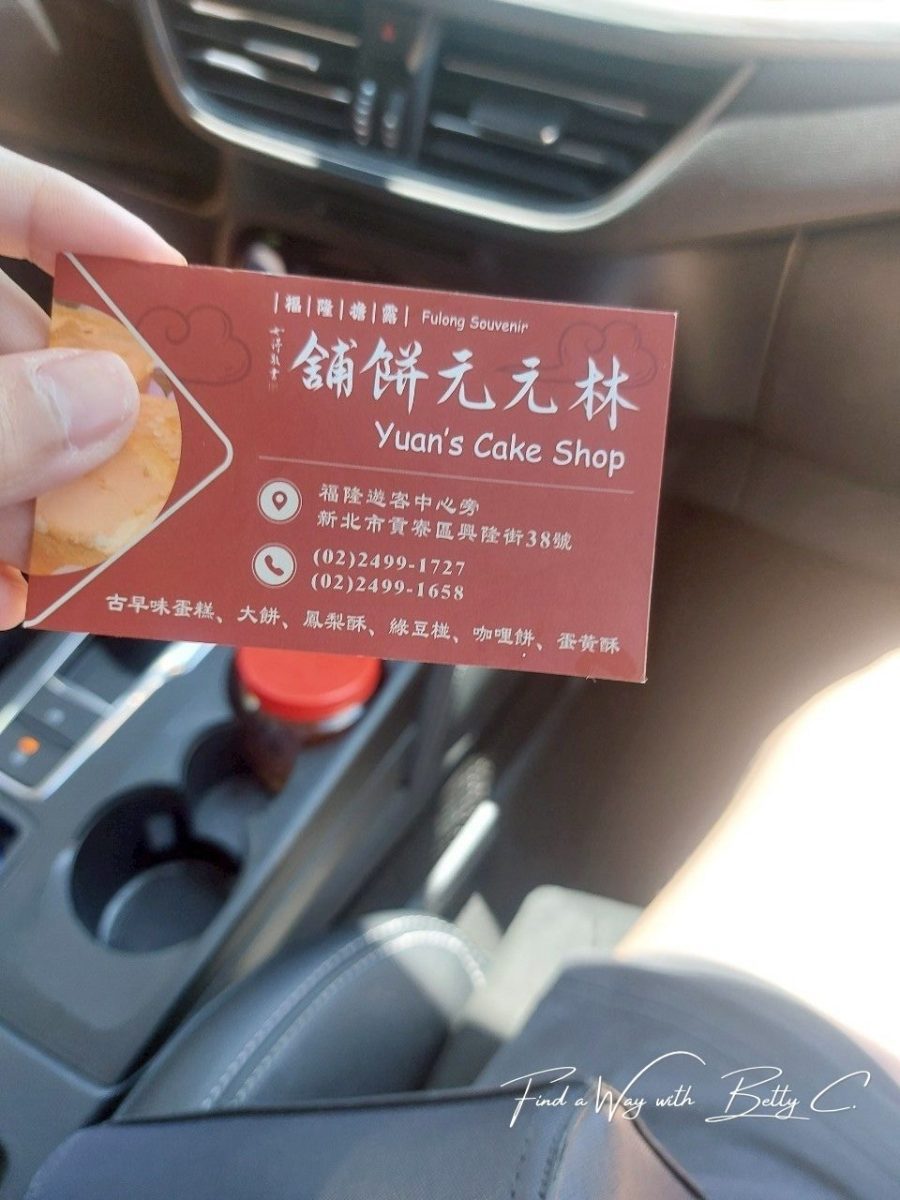 |福|隆|擔|露| Fulong Souvenir
舖餅元元林
Yuan's Cake Shop
福隆遊客中心旁
新北市貢寮區興隆街38號
(02)2499-1727
(02)2499-1658
古早味蛋糕、大餅、鳳梨酥、綠豆椪、咖哩餅、蛋黃酥
Find a Way with Betty C.